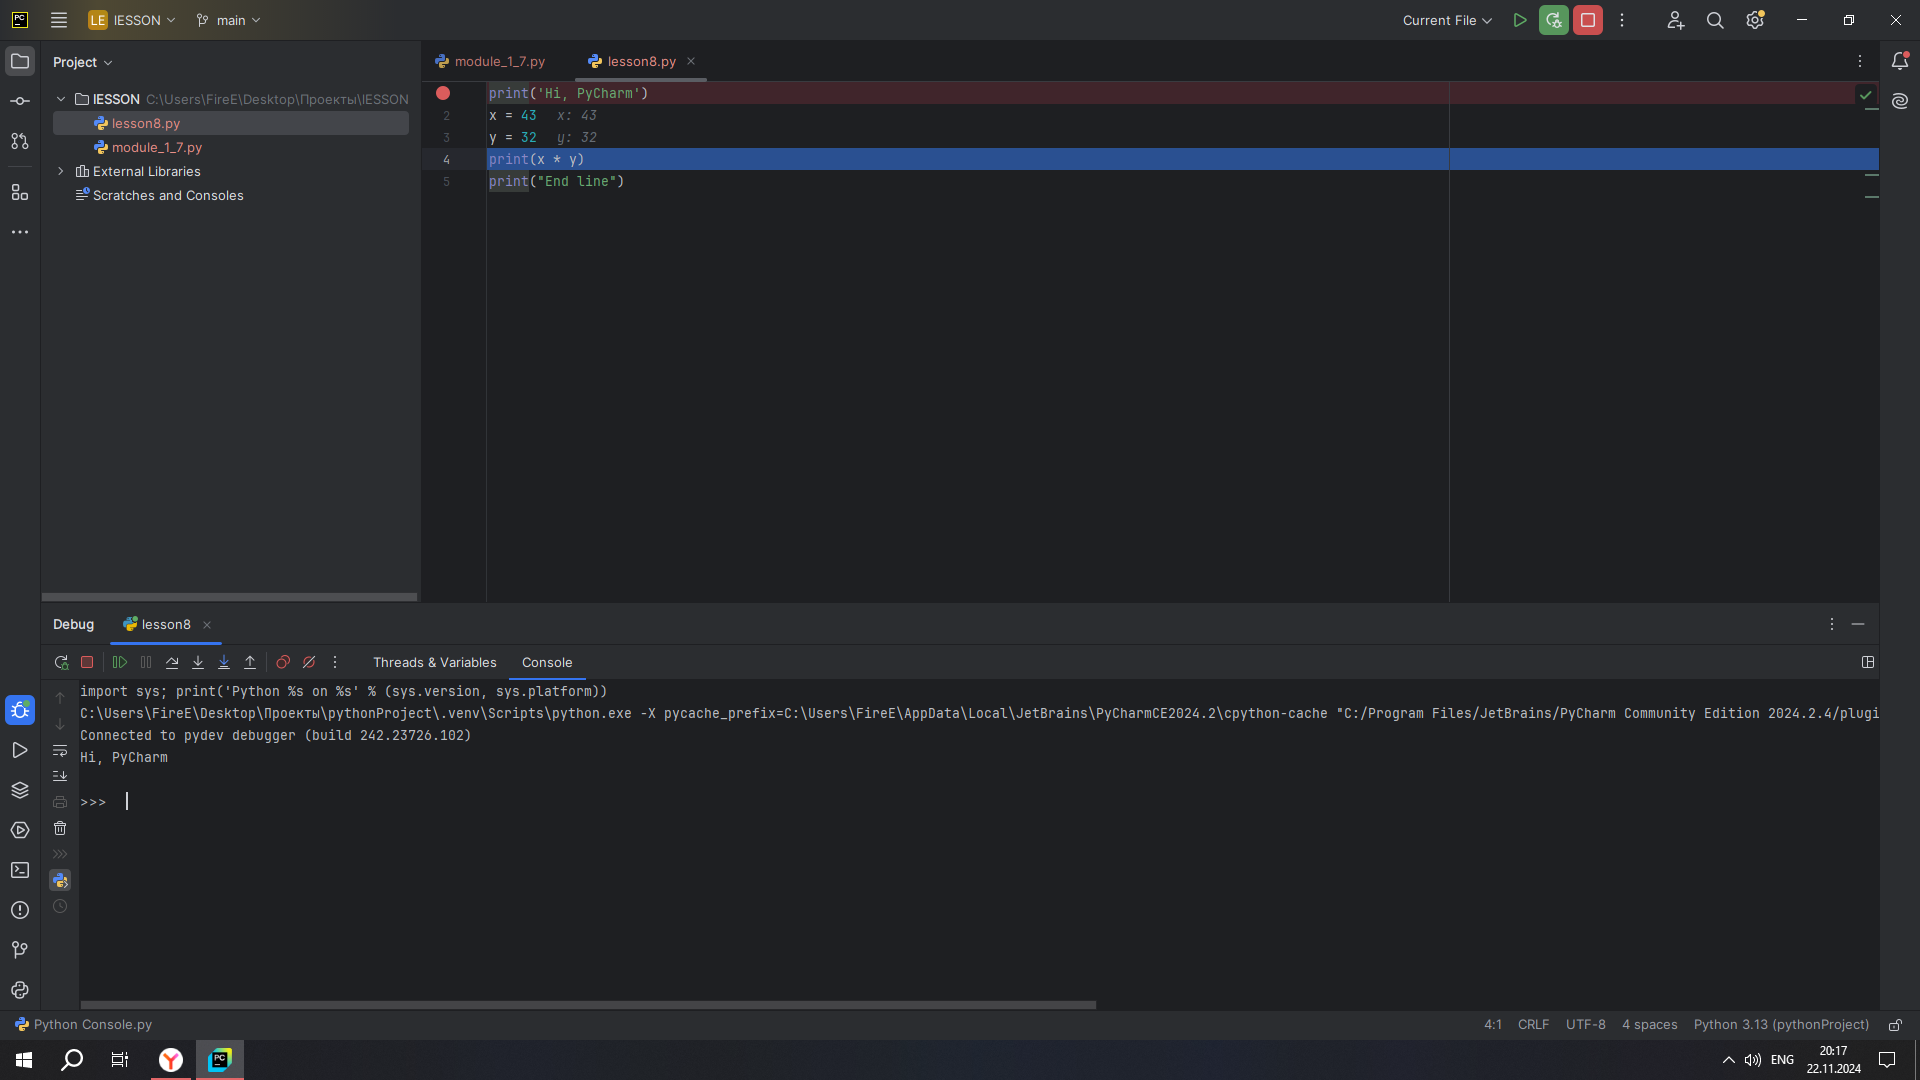 PC
LE IESSON main
Current File
Project
module_1_7.py lesson8.py
IESSON C:\Users\FireE\Desktop\Проекты\IESSON
lesson8.py
module_1_7.py
External Libraries
Scratches and Consoles
print('Hi, PyCharm')
2 x = 43 x: 43
3 y = 32 y: 32
4 print(x * y)
5 print("End line")
Debug lesson8
Threads & Variables Console
import sys; print('Python %s on %s' % (sys.version, sys.platform))
C:\Users\FireE\Desktop\Проекты\pythonProject\.venv\Scripts\python.exe -X pycache_prefix=C:\Users\FireE\AppData\Local\JetBrains\PyCharmCE2024.2\cpython-cache "C:/Program Files/JetBrains/PyCharm Community Edition 2024.2.4/plugi
Connected to pydev debugger (build 242.23726.102)
Hi, PyCharm
>>>
Python Console.py
4:1 CRLF UTF-8 4 spaces Python 3.13 (pythonProject)
PC
ENG
20:17
22.11.2024